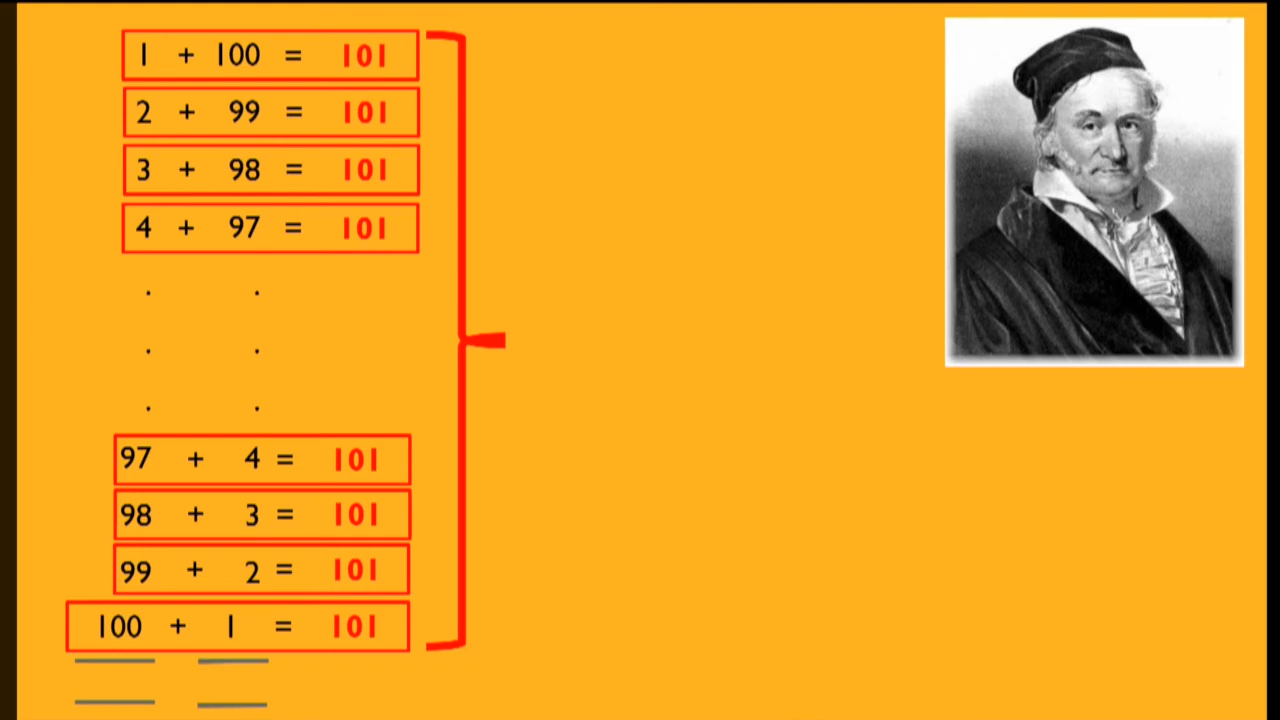 1 + 100 = 101
2 + 99 = 101
3 + 98 = 101
4 + 97 = 101
. .
. .
. .
97 + 4 = 101
98 + 3 = 101
99 + 2 = 101
100 + 1 = 101